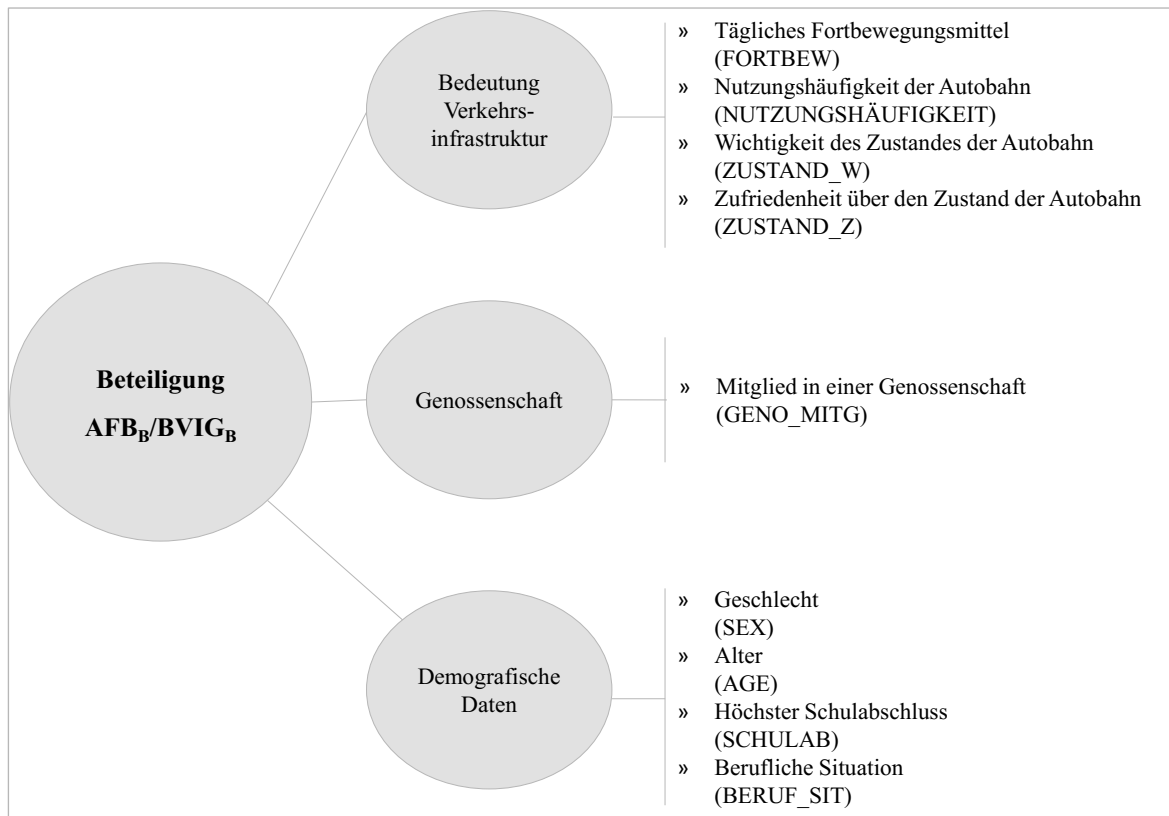 Bedeutung
Verkehrs-
infrastruktur
» Tägliches Fortbewegungsmittel
(FORTBEW)
» Nutzungshäufigkeit der Autobahn
(NUTZUNGSHÄUFIGKEIT)
» Wichtigkeit des Zustandes der Autobahn
(ZUSTAND_W)
» Zufriedenheit über den Zustand der Autobahn
(ZUSTAND_Z)
Beteiligung
AFB_B/BVIG_B
Genossenschaft
» Mitglied in einer Genossenschaft
(GENO_MITG)
Demografische
Daten
» Geschlecht
(SEX)
» Alter
(AGE)
» Höchster Schulabschluss
(SCHULAB)
» Berufliche Situation
(BERUF_SIT)